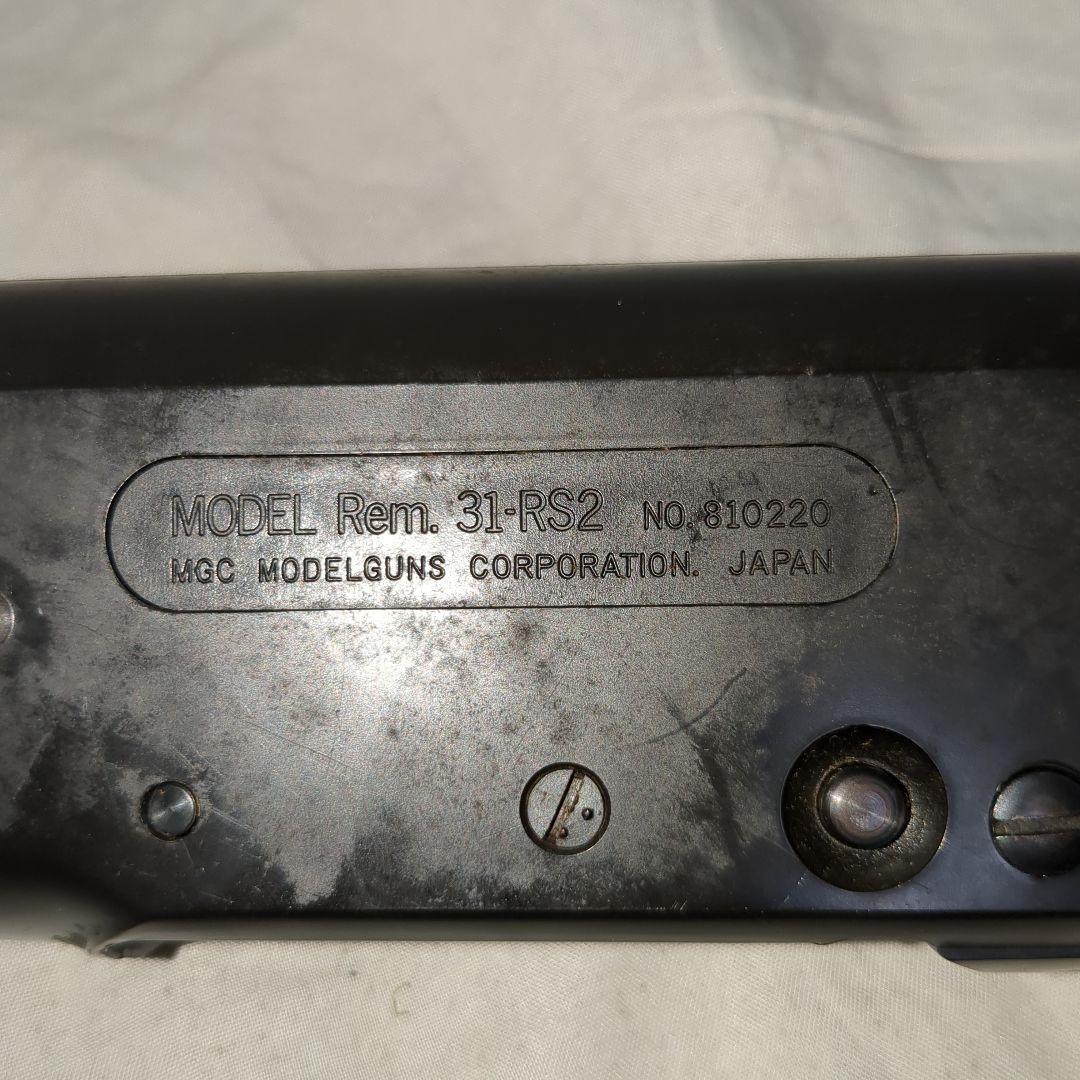 MODEL Rem. 31-RS2 NO. 810220
MGC MODELGUNS CORPORATION. JAPAN